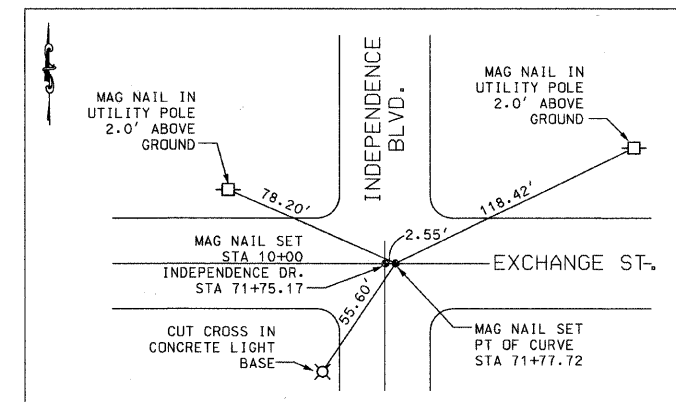 MAG NAIL IN
UTILITY POLE
2.0' ABOVE
GROUND
INDEPENDENCE
BLVD.
MAG NAIL IN
UTILITY POLE
2.0' ABOVE
GROUND
78.20'
118.42'
2.55'
MAG NAIL SET
STA 10+00
INDEPENDENCE DR.
STA 71+75.17
EXCHANGE ST.
55.60'
CUT CROSS IN
CONCRETE LIGHT
BASE
MAG NAIL SET
PT OF CURVE
STA 71+77.72